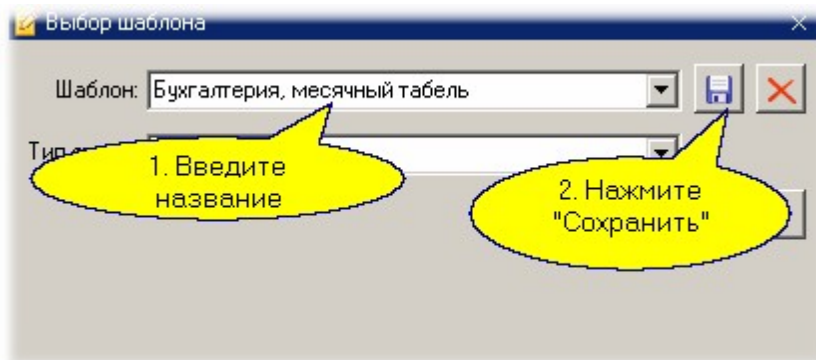 Выбор шаблона
Шаблон: Бухгалтерия, месячный табель
1. Введите
название
2. Нажмите
"Сохранить"